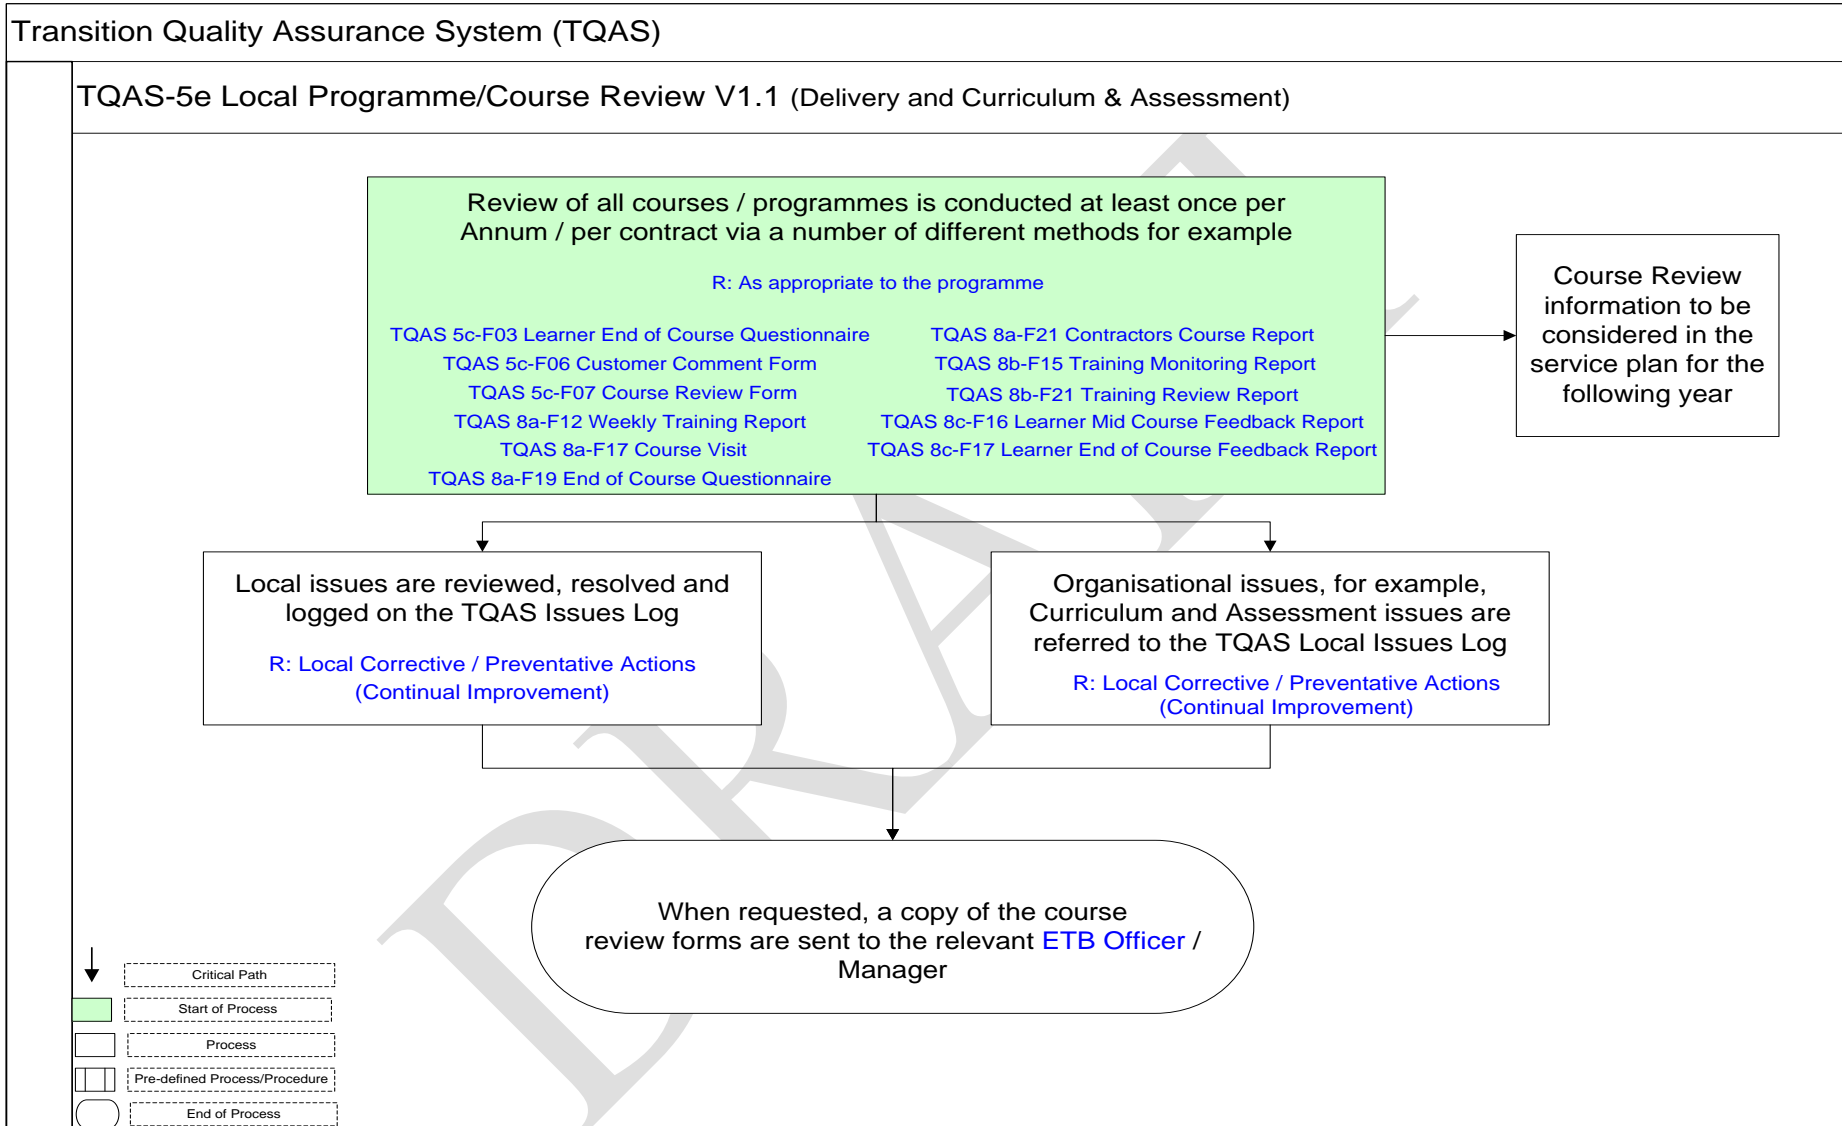 Transition Quality Assurance System (TQAS)
TQAS-5e Local Programme/Course Review V1.1 (Delivery and Curriculum & Assessment)
Review of all courses / programmes is conducted at least once per
Annum / per contract via a number of different methods for example
R: As appropriate to the programme
TQAS 5c-F03 Learner End of Course Questionnaire
TQAS 5c-F06 Customer Comment Form
TQAS 5c-F07 Course Review Form
TQAS 8a-F12 Weekly Training Report
TQAS 8a-F17 Course Visit
TQAS 8a-F19 End of Course Questionnaire
TQAS 8a-F21 Contractors Course Report
TQAS 8b-F15 Training Monitoring Report
TQAS 8b-F21 Training Review Report
TQAS 8c-F16 Learner Mid Course Feedback Report
TQAS 8c-F17 Learner End of Course Feedback Report
Course Review
information to be
considered in the
service plan for the
following year
Local issues are reviewed, resolved and
logged on the TQAS Issues Log
R: Local Corrective / Preventative Actions
(Continual Improvement)
Organisational issues, for example,
Curriculum and Assessment issues are
referred to the TQAS Local Issues Log
R: Local Corrective / Preventative Actions
(Continual Improvement)
When requested, a copy of the course
review forms are sent to the relevant ETB Officer /
Manager
Critical Path
Start of Process
Process
Pre-defined Process/Procedure
End of Process
DRAFT